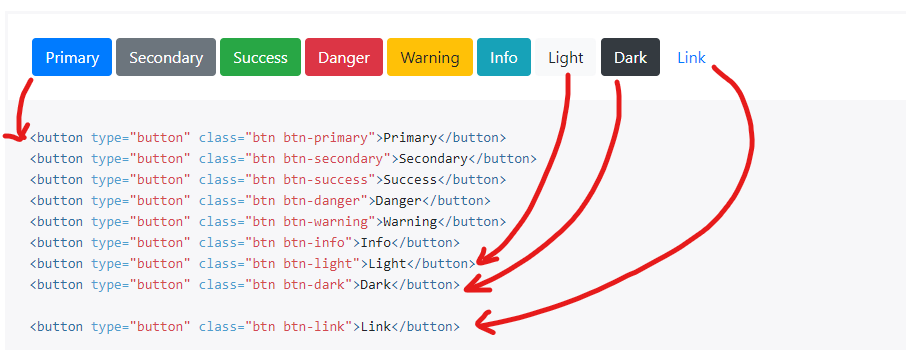 Primary Secondary Success Danger Warning Info Light Dark Link
<button type="button" class="btn btn-primary">Primary</button>
<button type="button" class="btn btn-secondary">Secondary</button>
<button type="button" class="btn btn-success">Success</button>
<button type="button" class="btn btn-danger">Danger</button>
<button type="button" class="btn btn-warning">Warning</button>
<button type="button" class="btn btn-info">Info</button>
<button type="button" class="btn btn-light">Light</button>
<button type="button" class="btn btn-dark">Dark</button>
<button type="button" class="btn btn-link">Link</button>